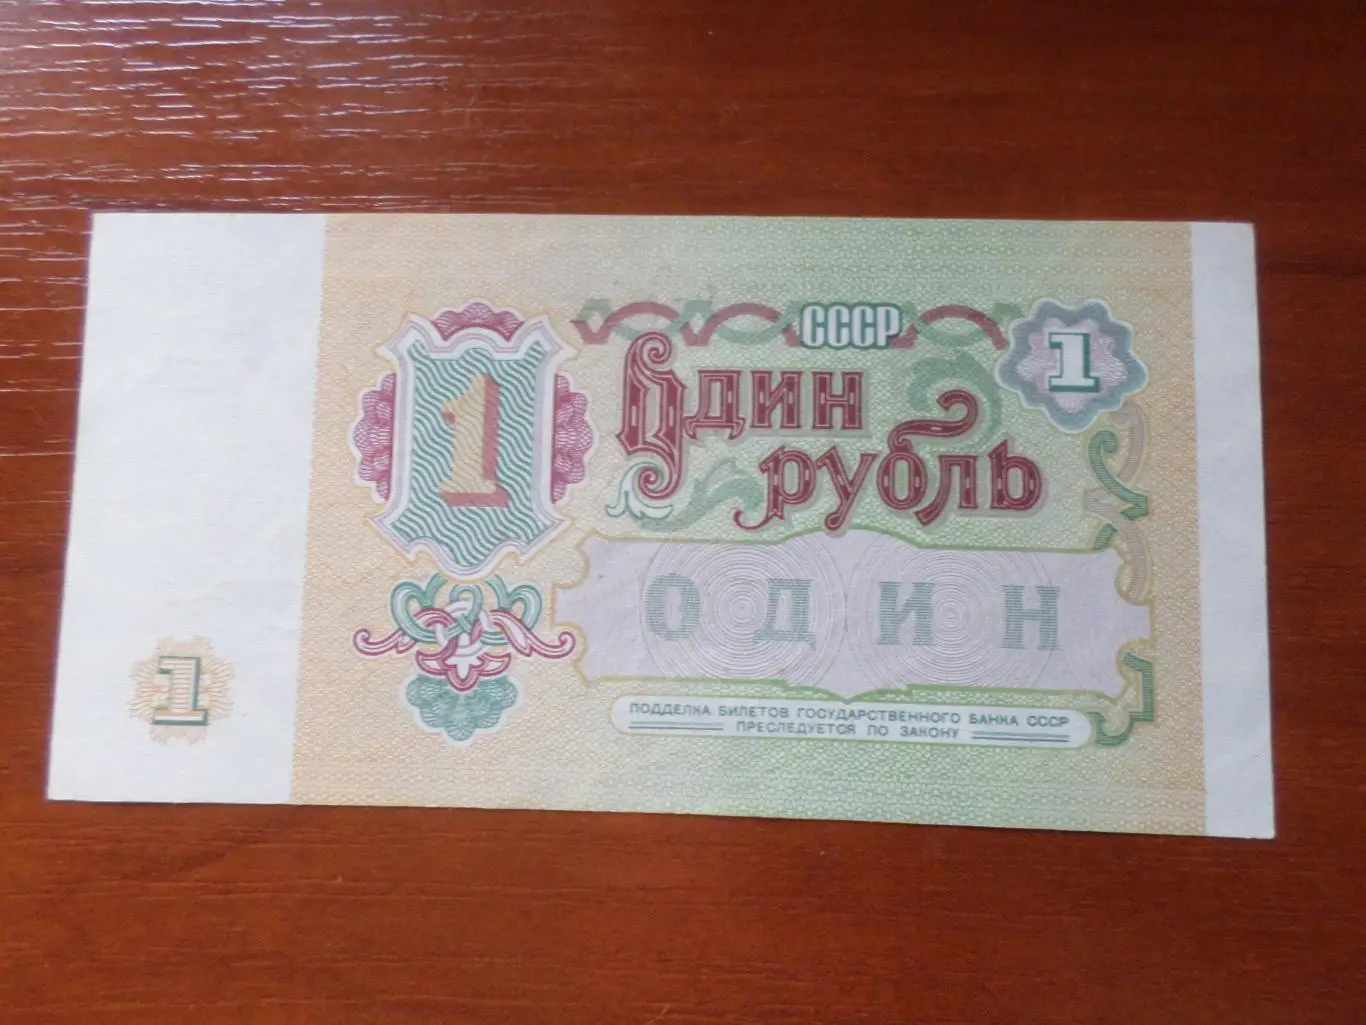 СССР
1
1
Один
рубль
ОДИН
1
ПОДДЕЛКА БИЛЕТОВ ГОСУДАРСТВЕННОГО БАНКА СССР
ПРЕСЛЕДУЕТСЯ ПО ЗАКОНУ